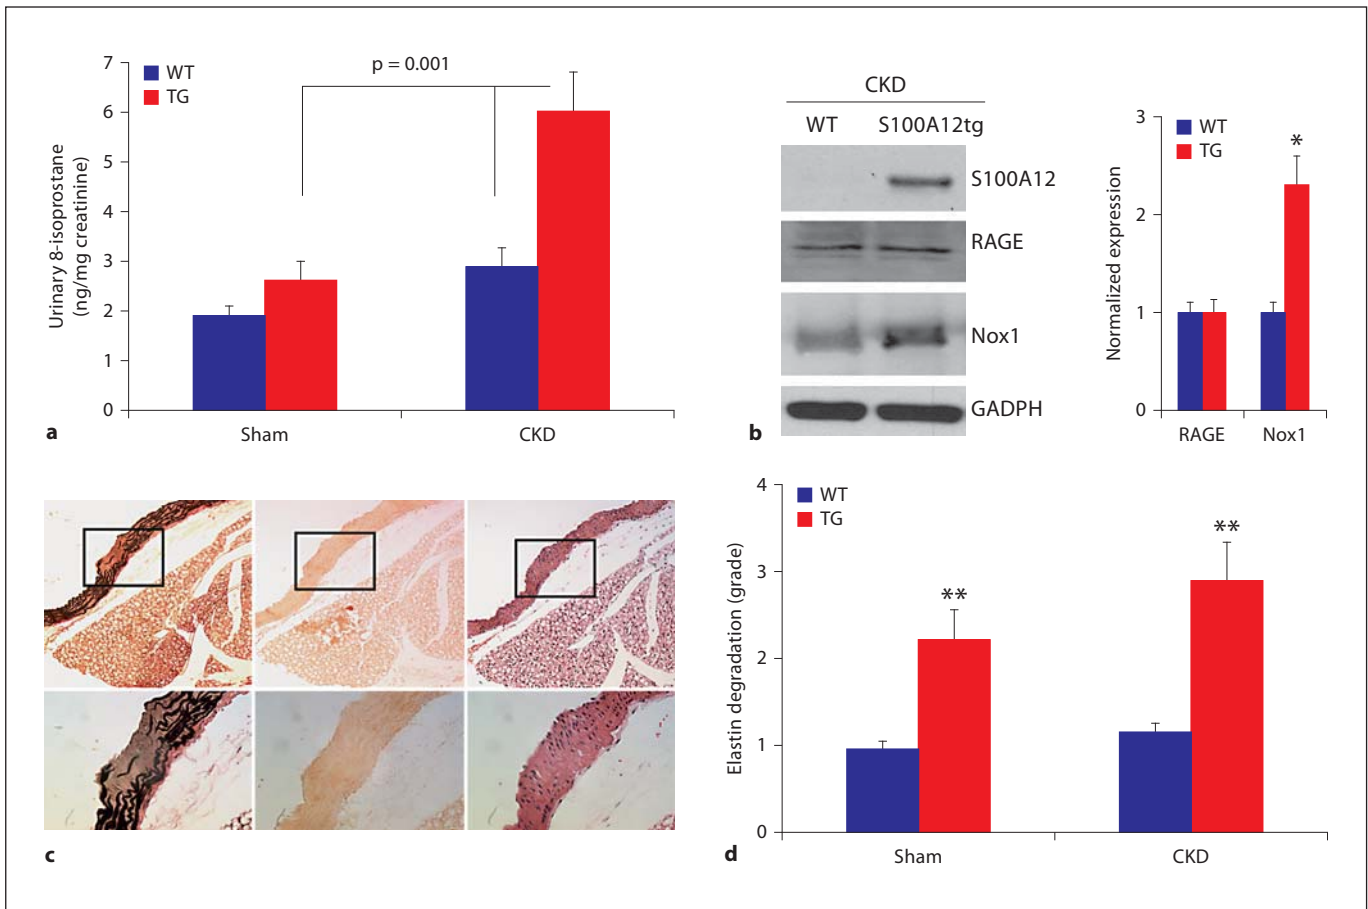 7
6
5
4
3
2
1
0
Urinary 8-isoprostane
(ng/mg creatinine)
WT
TG
p = 0.001
Sham
CKD
a
CKD
WT S100A12tg
S100A12
RAGE
Nox1
GADPH
b
3
2
1
0
Normalized expression
WT
TG
*
RAGE
Nox1
c
4
3
2
1
0
Elastin degradation (grade)
WT
TG
**
**
Sham
CKD
d